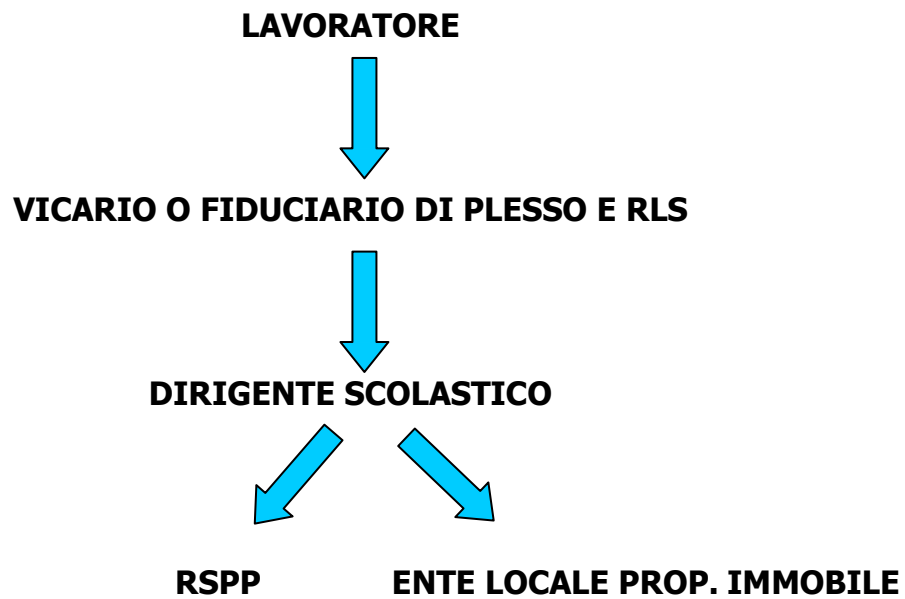 LAVORATORE
VICARIO O FIDUCIARIO DI PLESSO E RLS
DIRIGENTE SCOLASTICO
RSPP ENTE LOCALE PROP. IMMOBILE